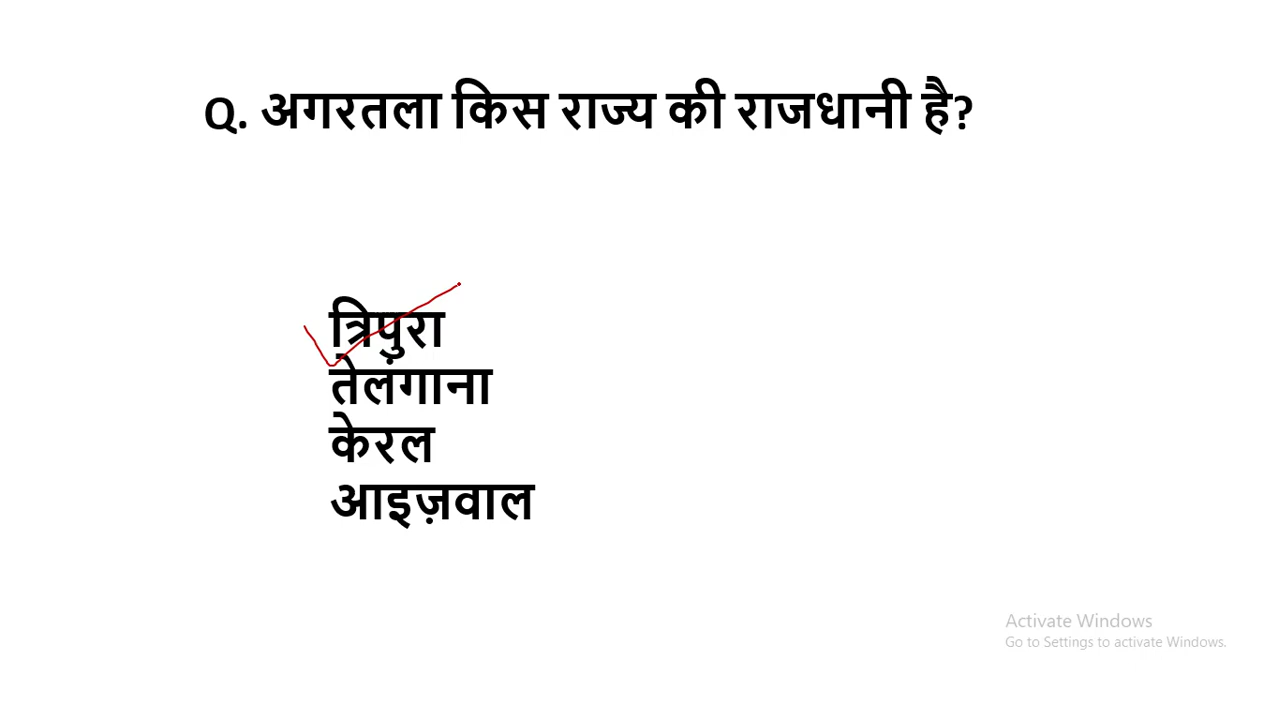 Q. अगरतला किस राज्य की राजधानी है?
त्रिपुरा
तेलंगाना
केरल
आइज़वाल
Activate Windows
Go to Settings to activate Windows.